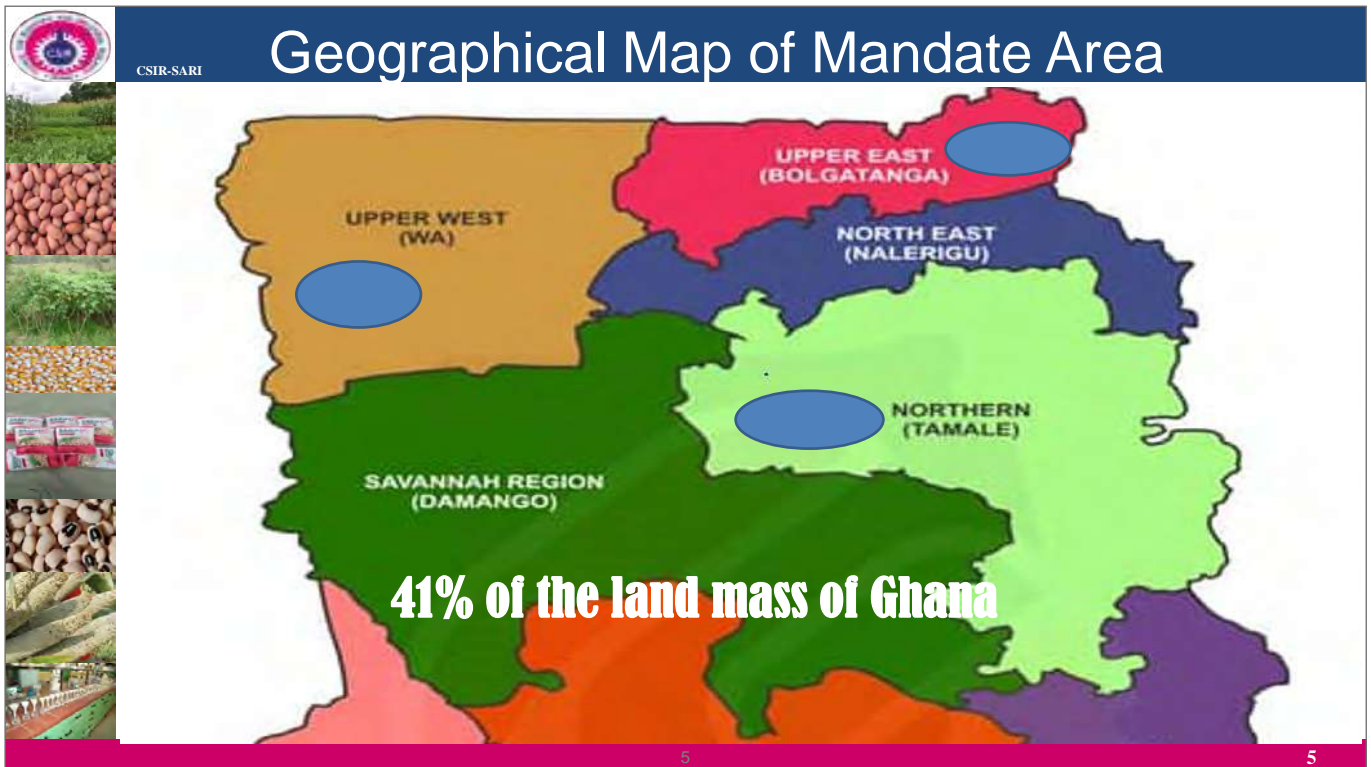 CSIR-SARI
Geographical Map of Mandate Area
UPPER EAST
(BOLGATANGA)
UPPER WEST
(WA)
NORTH EAST
(NALERIGU)
NORTHERN
(TAMALE)
SAVANNAH REGION
(DAMANGO)
41% of the land mass of Ghana
5
5